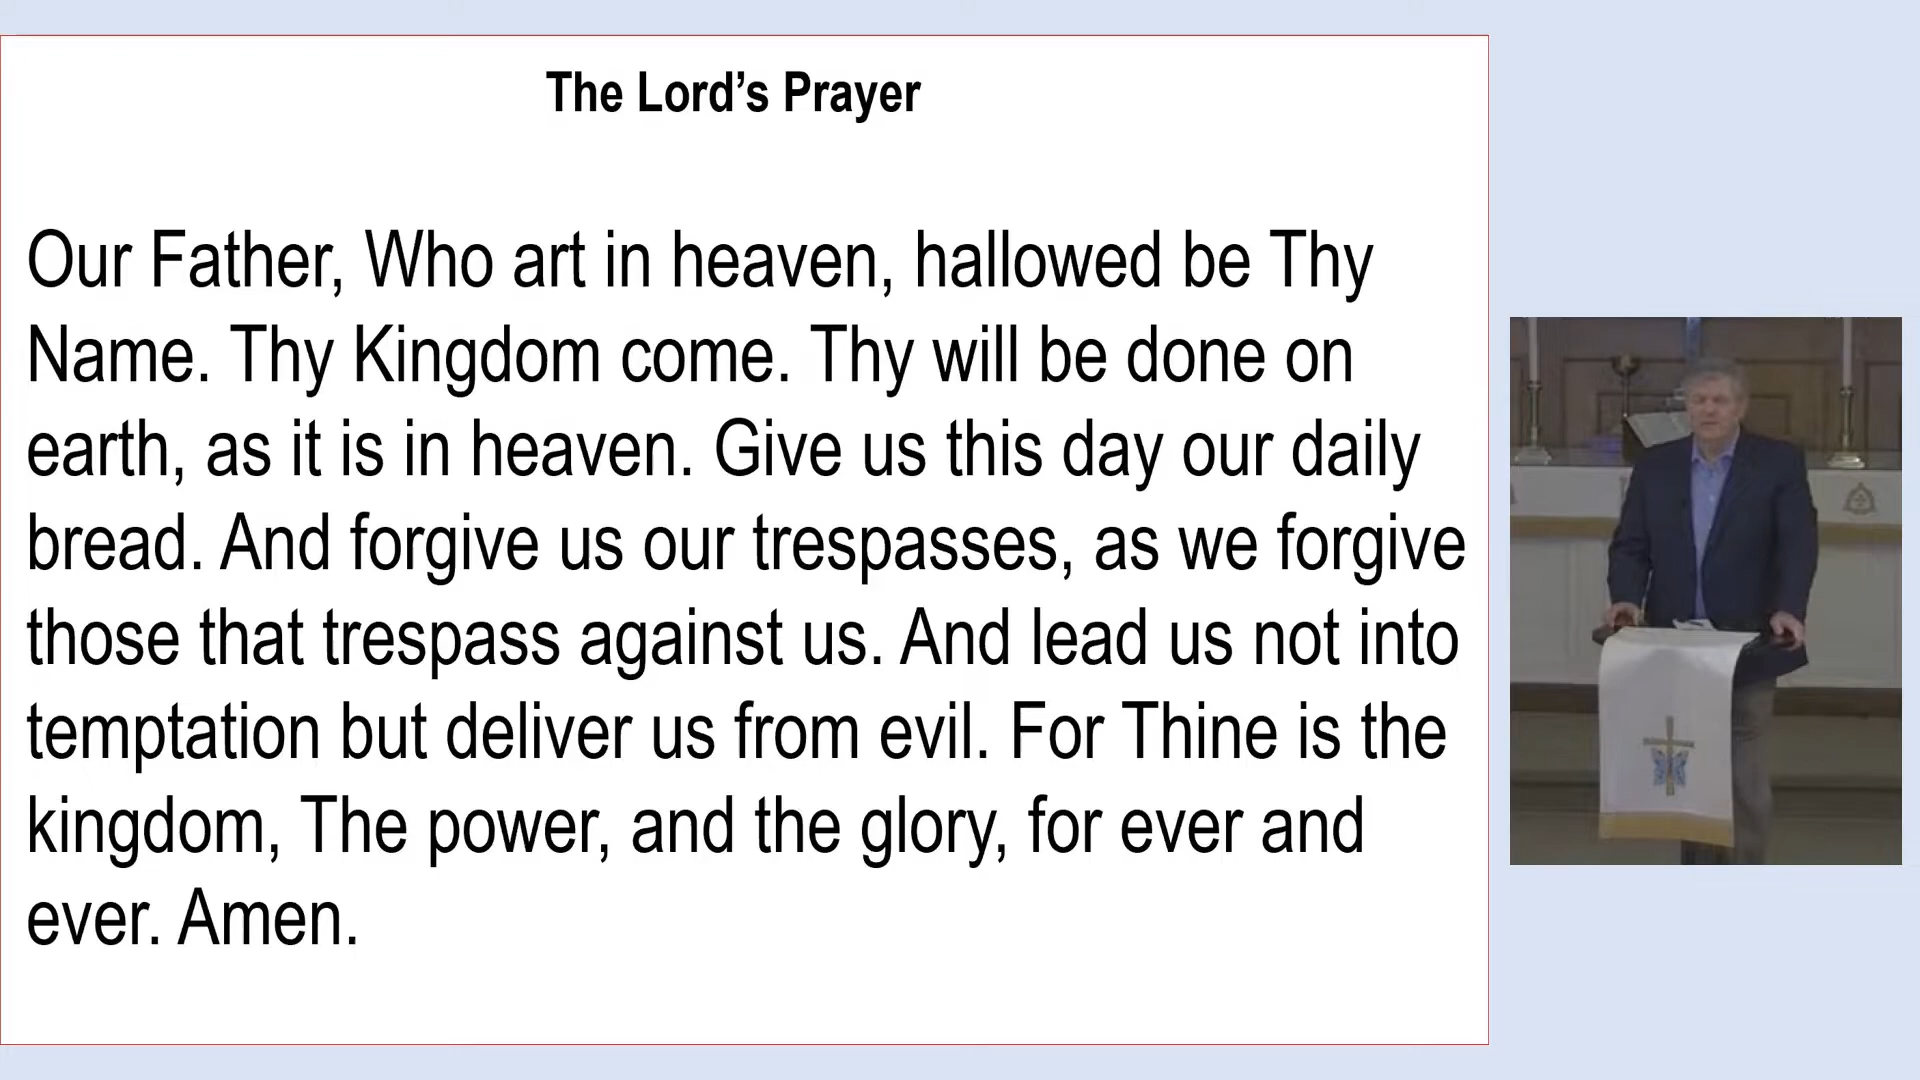 The Lord’s Prayer
Our Father, Who art in heaven, hallowed be Thy
Name. Thy Kingdom come. Thy will be done on
earth, as it is in heaven. Give us this day our daily
bread. And forgive us our trespasses, as we forgive
those that trespass against us. And lead us not into
temptation but deliver us from evil. For Thine is the
kingdom, The power, and the glory, for ever and
ever. Amen.